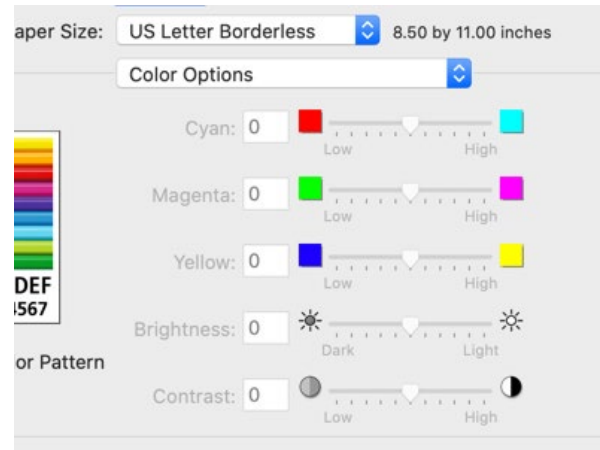 aper Size: US Letter Borderless 8.50 by 11.00 inches
Color Options
Cyan: 0
Low High
Magenta: 0
Low High
Yellow: 0
Low High
DEF
4567
Brightness: 0
Dark Light
or Pattern
Contrast: 0
Low High